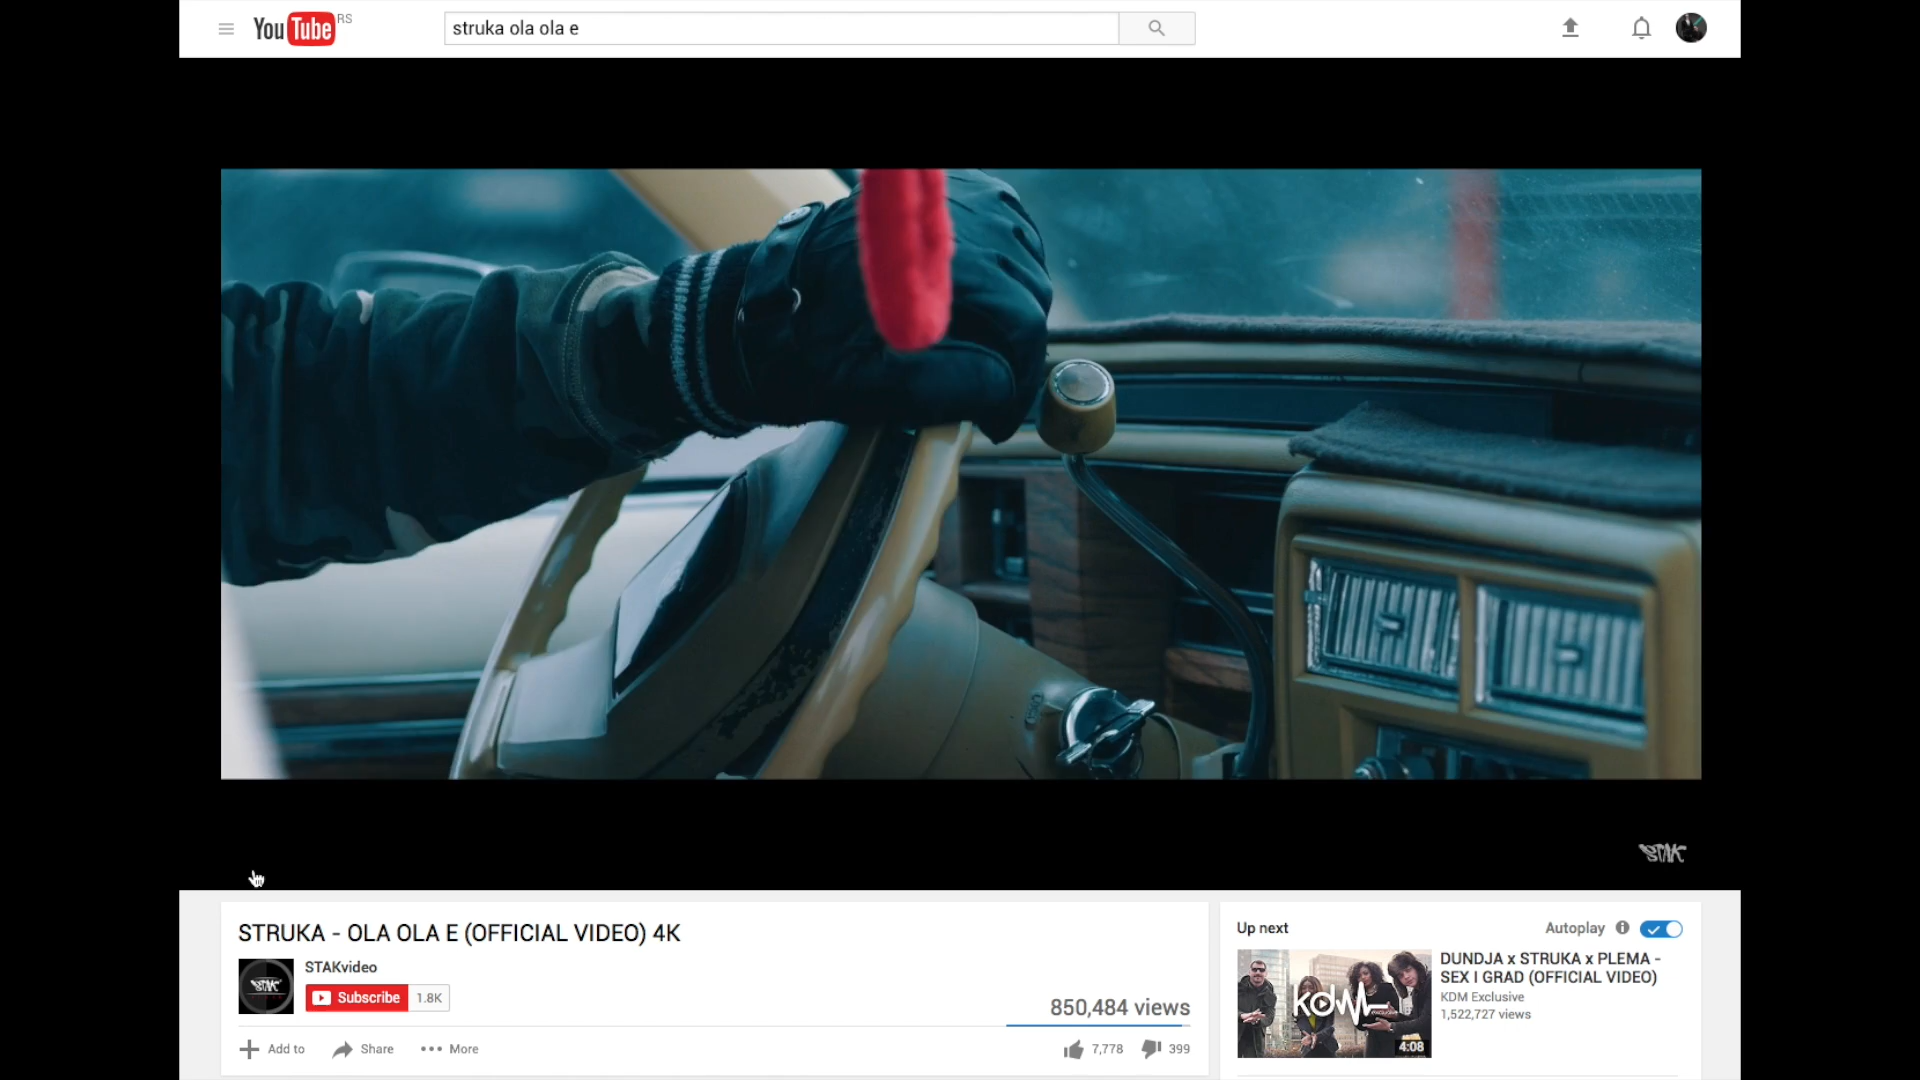 YouTube RS
struka ola ola e
STAK
STRUKA - OLA OLA E (OFFICIAL VIDEO) 4K
STAK
STAKvideo
Subscribe 1.8K
850,484 views
Add to Share More
7,778 399
Up next
Autoplay
KDM
4:08
DUNDJA x STRUKA x PLEMA -
SEX I GRAD (OFFICIAL VIDEO)
KDM Exclusive
1,522,727 views